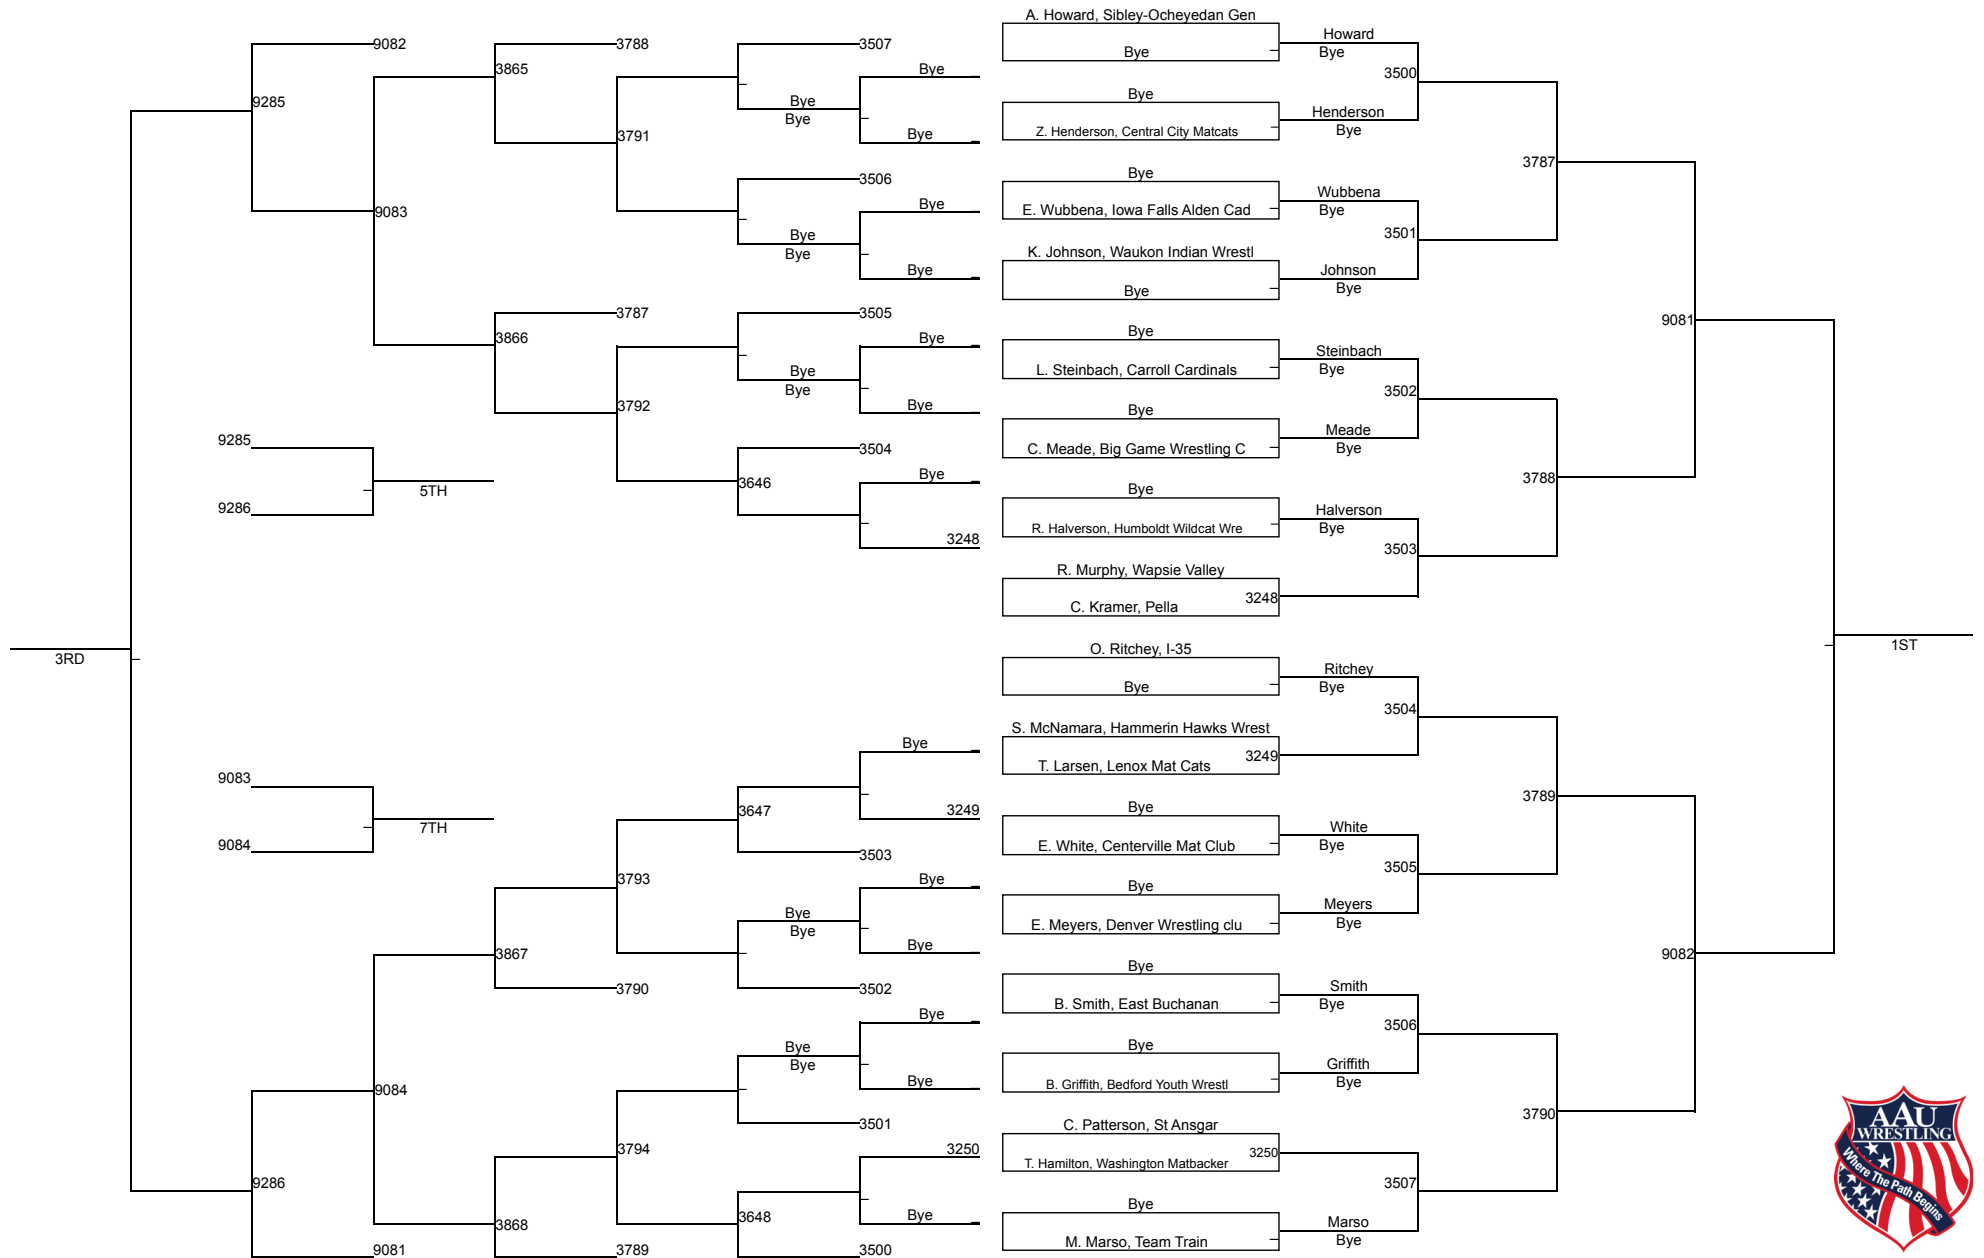 A. Howard, Sibley-Ocheyedan Gen
Bye
Howard
Bye
3500
Bye
Z. Henderson, Central City Matcats
Henderson
Bye
3787
Bye
E. Wubbena, Iowa Falls Alden Cad
Wubbena
Bye
3501
K. Johnson, Waukon Indian Wrestl
Bye
Johnson
Bye
9081
Bye
L. Steinbach, Carroll Cardinals
Steinbach
Bye
3502
Bye
C. Meade, Big Game Wrestling C
Meade
Bye
3788
Bye
R. Halverson, Humboldt Wildcat Wre
Halverson
Bye
3503
R. Murphy, Wapsie Valley
C. Kramer, Pella
3248
1ST
O. Ritchey, I-35
Bye
Ritchey
Bye
3504
S. McNamara, Hammerin Hawks Wrest
T. Larsen, Lenox Mat Cats
3249
3789
Bye
E. White, Centerville Mat Club
White
Bye
3505
Bye
E. Meyers, Denver Wrestling clu
Meyers
Bye
9082
Bye
B. Smith, East Buchanan
Smith
Bye
3506
Bye
B. Griffith, Bedford Youth Wrestl
Griffith
Bye
3790
C. Patterson, St Ansgar
T. Hamilton, Washington Matbacker
3250
3507
Bye
M. Marso, Team Train
Marso
Bye
9082
3788
3507
3865
Bye
9285
Bye
Bye
3791
Bye
3506
Bye
9083
Bye
Bye
Bye
3787
3505
3866
Bye
Bye
Bye
3792
Bye
9285
3504
Bye
3646
5TH
9286
3248
3RD
Bye
9083
3249
3647
7TH
9084
3503
3793
Bye
Bye
Bye
Bye
3867
3790
3502
Bye
Bye
Bye
Bye
9084
3501
3794
3250
9286
3868
3648
Bye
9081
3789
3500
AAU
WRESTLING
Where The Path Begins